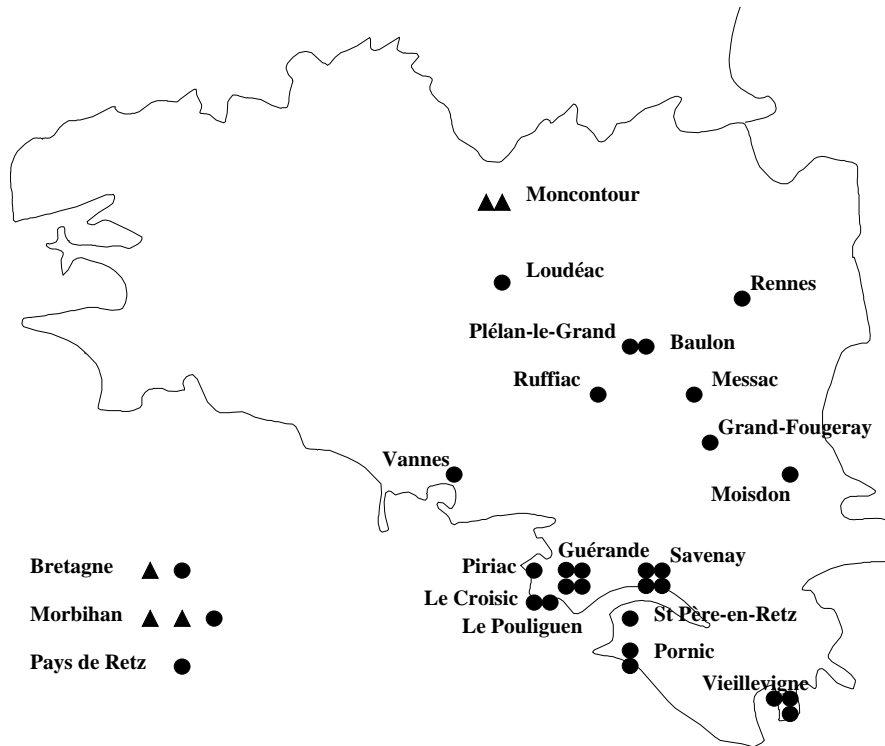 Moncontour
Loudéac
Rennes
Plélan-le-Grand
Baulon
Ruffiac
Messac
Grand-Fougeray
Vannes
Moisdon
Guérande
Savenay
Bretagne
Piriac
Le Croisic
Morbihan
St Père-en-Retz
Le Pouliguen
Pays de Retz
Pornic
Vieillevigne